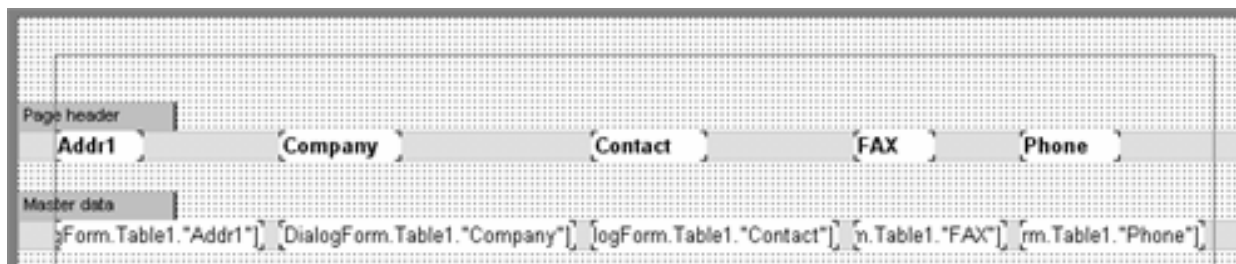 Page header
Addr1 Company Contact FAX Phone
Master data
gForm.Table1."Addr1"] [DialogForm.Table1."Company"] logForm.Table1."Contact"] m.Table1."FAX"] rm.Table1."Phone"]